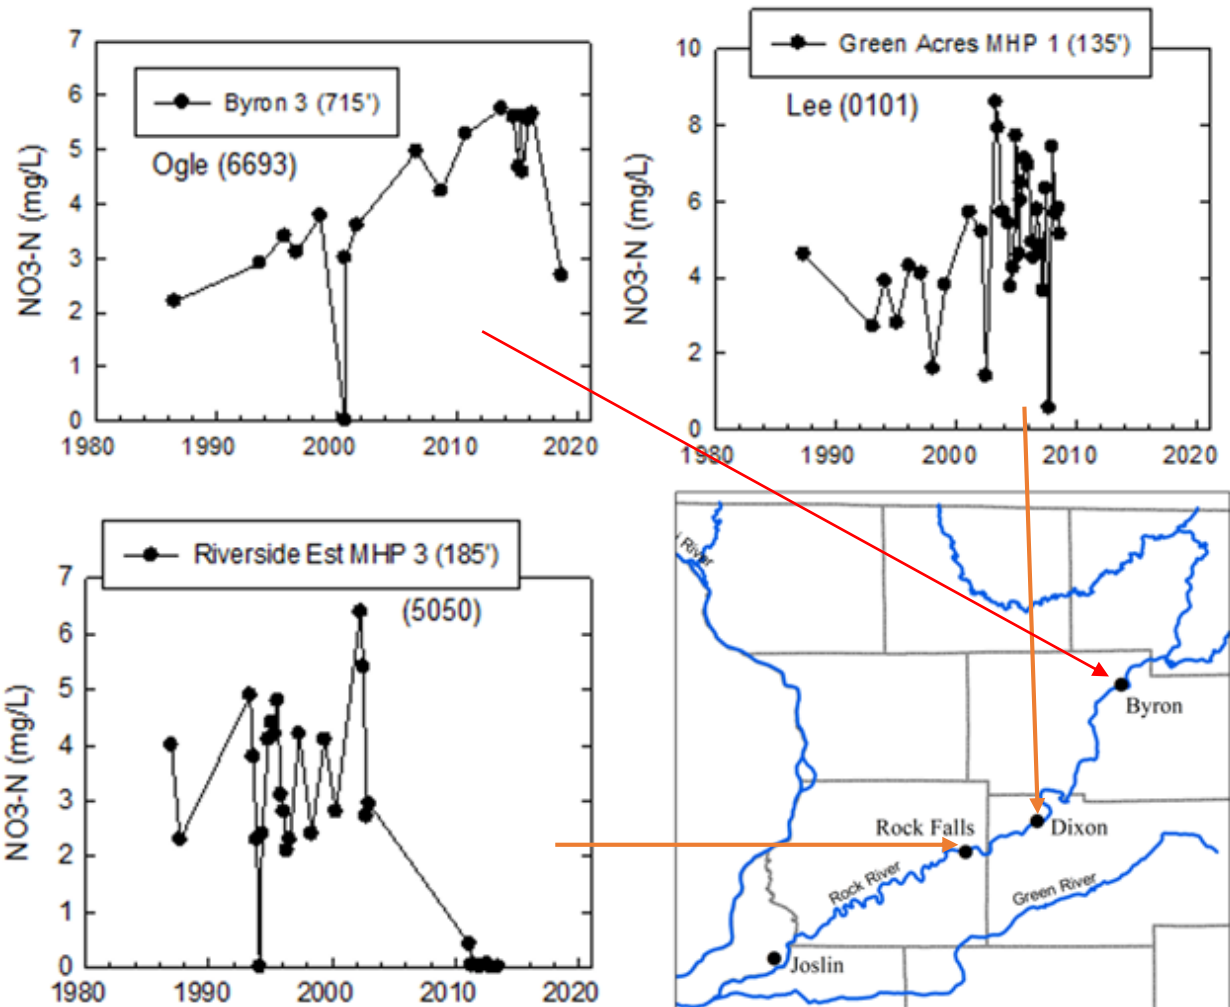 Byron 3 (715')
Ogle (6693)
NO3-N (mg/L)
7
6
5
4
3
2
1
0
1980
1990
2000
2010
2020
Green Acres MHP 1 (135')
Lee (0101)
NO3-N (mg/L)
10
8
6
4
2
0
1980
1990
2000
2010
2020
Riverside Est MHP 3 (185')
(5050)
NO3-N (mg/L)
7
6
5
4
3
2
1
0
1980
1990
2000
2010
2020
i River
Byron
Dixon
Rock Falls
Rock River
Green River
Joslin